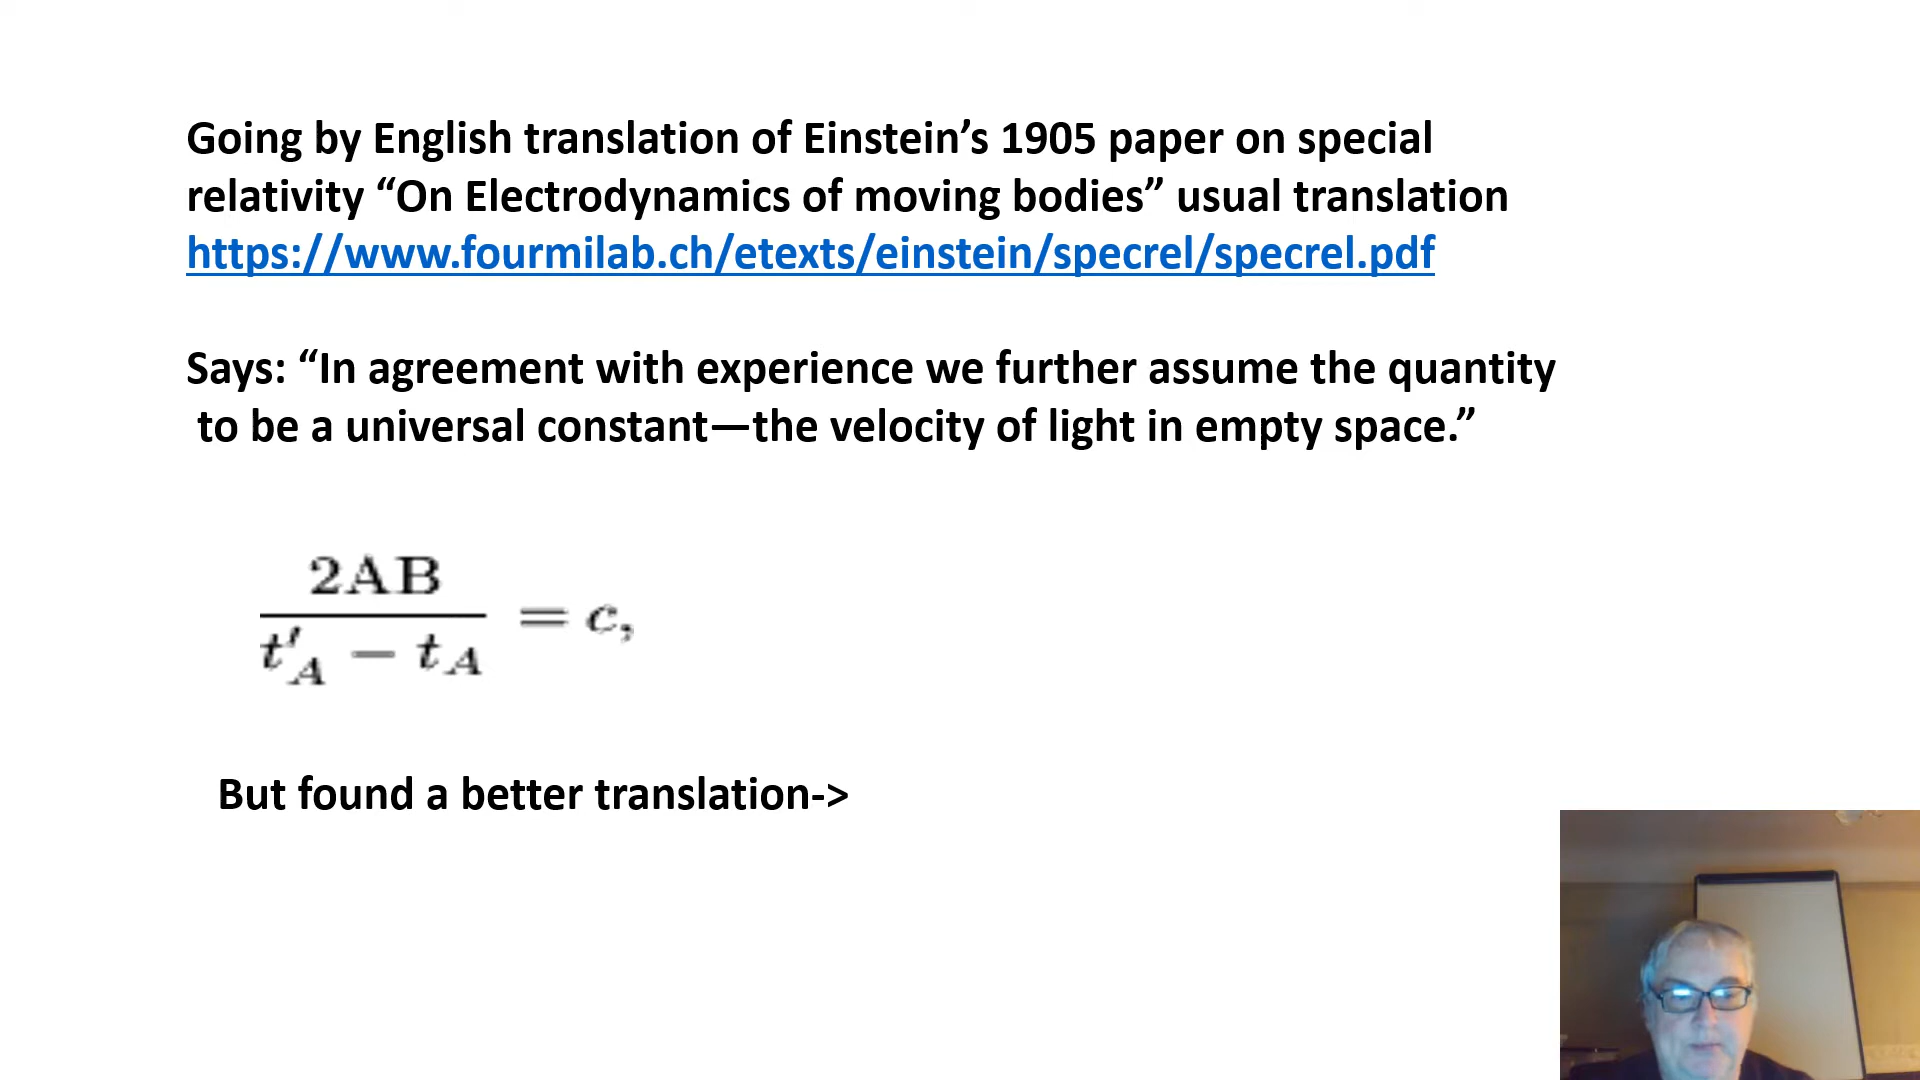 Going by English translation of Einstein’s 1905 paper on special
relativity “On Electrodynamics of moving bodies” usual translation
https://www.fourmilab.ch/etexts/einstein/specrel/specrel.pdf
Says: “In agreement with experience we further assume the quantity
to be a universal constant—the velocity of light in empty space.”
2AB
t′A − tA = c,
But found a better translation->